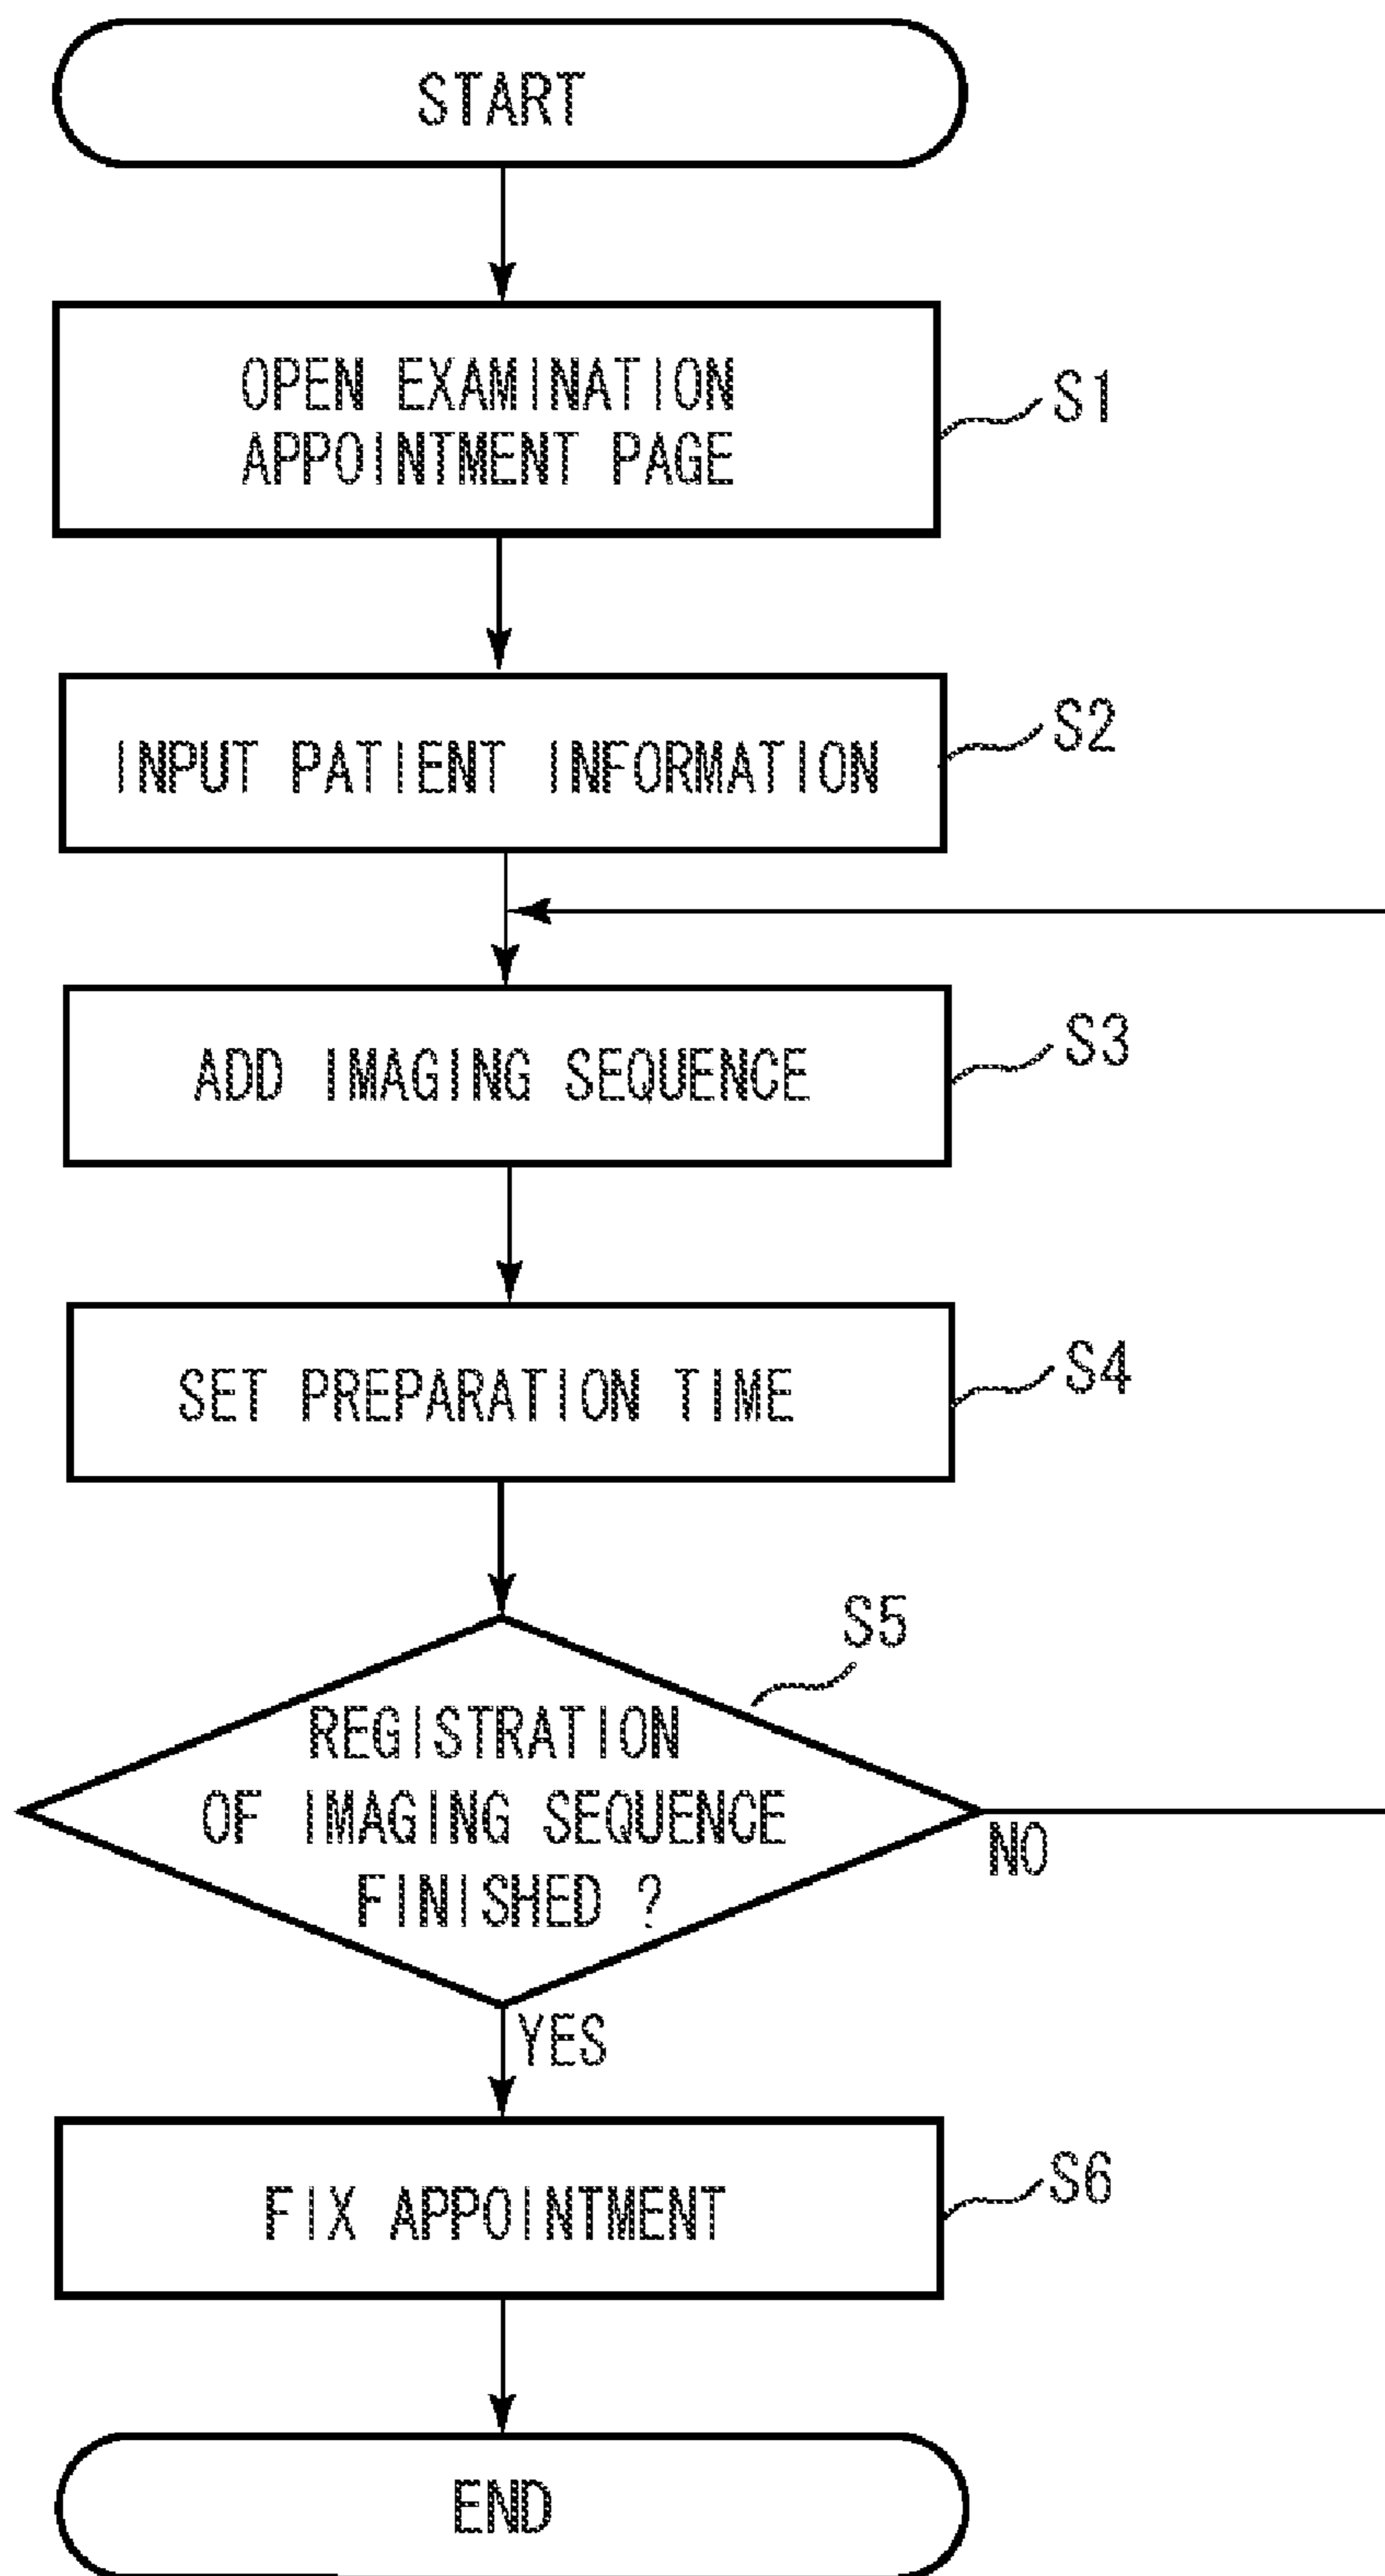 START
OPEN EXAMINATION
APPOINTMENT PAGE
S1
INPUT PATIENT INFORMATION
S2
ADD IMAGING SEQUENCE
S3
SET PREPARATION TIME
S4
S5
REGISTRATION
OF IMAGING SEQUENCE
FINISHED ?
NO
YES
FIX APPOINTMENT
S6
END